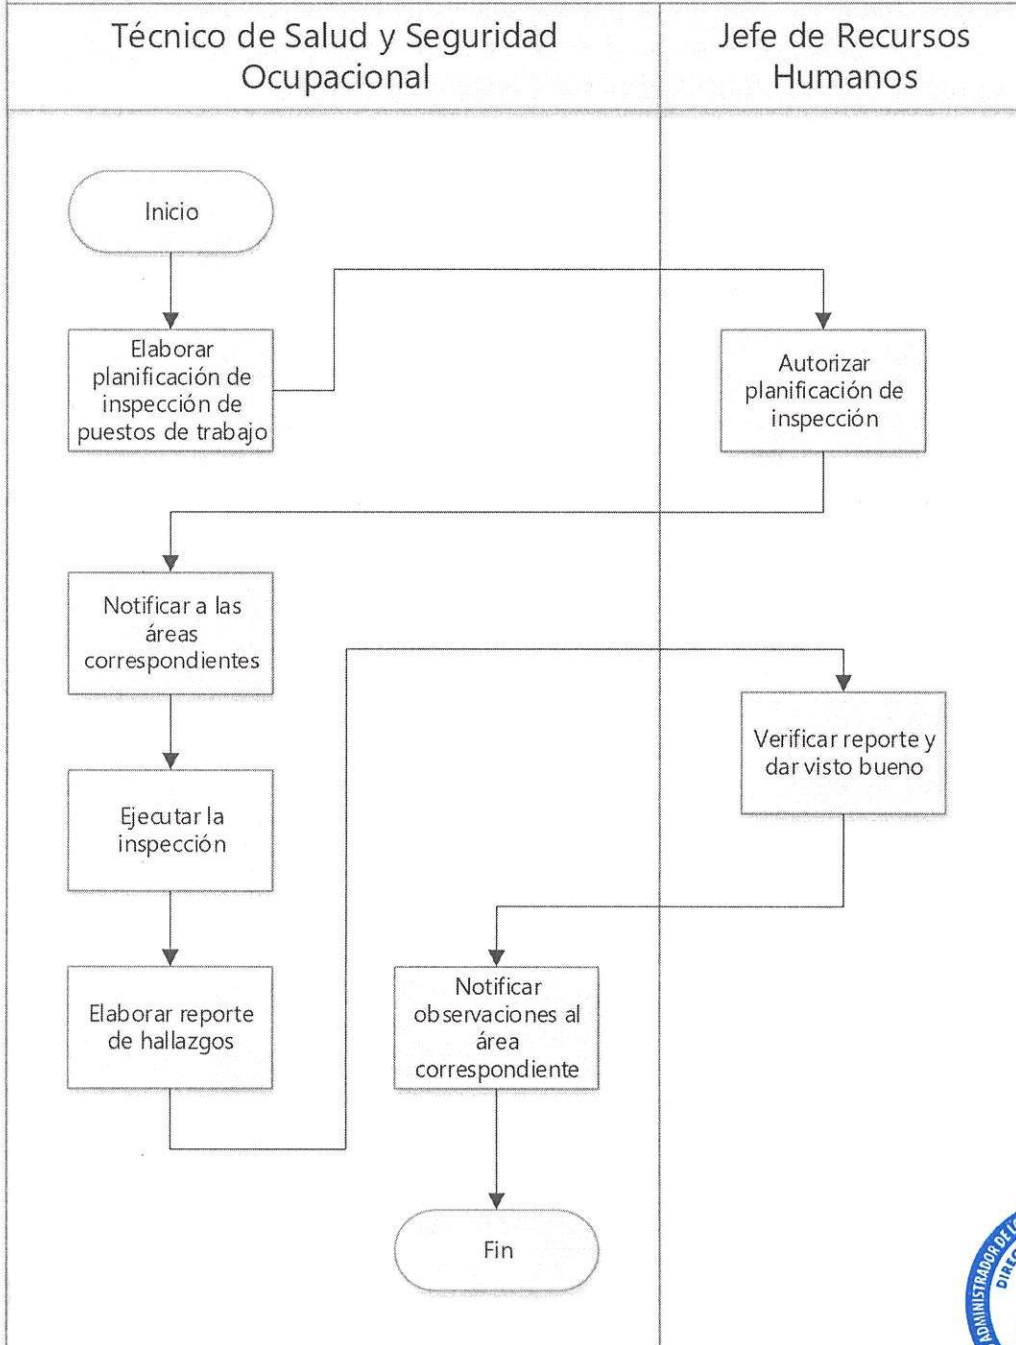 Técnico de Salud y Seguridad
Ocupacional
Jefe de Recursos
Humanos
Inicio
Elaborar
planificación de
inspección de
puestos de trabajo
Autorizar
planificación de
inspección
Notificar a las
áreas
correspondientes
Verificar reporte y
dar visto bueno
Ejecutar la
inspección
Elaborar reporte
de hallazgos
Notificar
observaciones al
área
correspondiente
Fin
ADMINISTRADOR DE